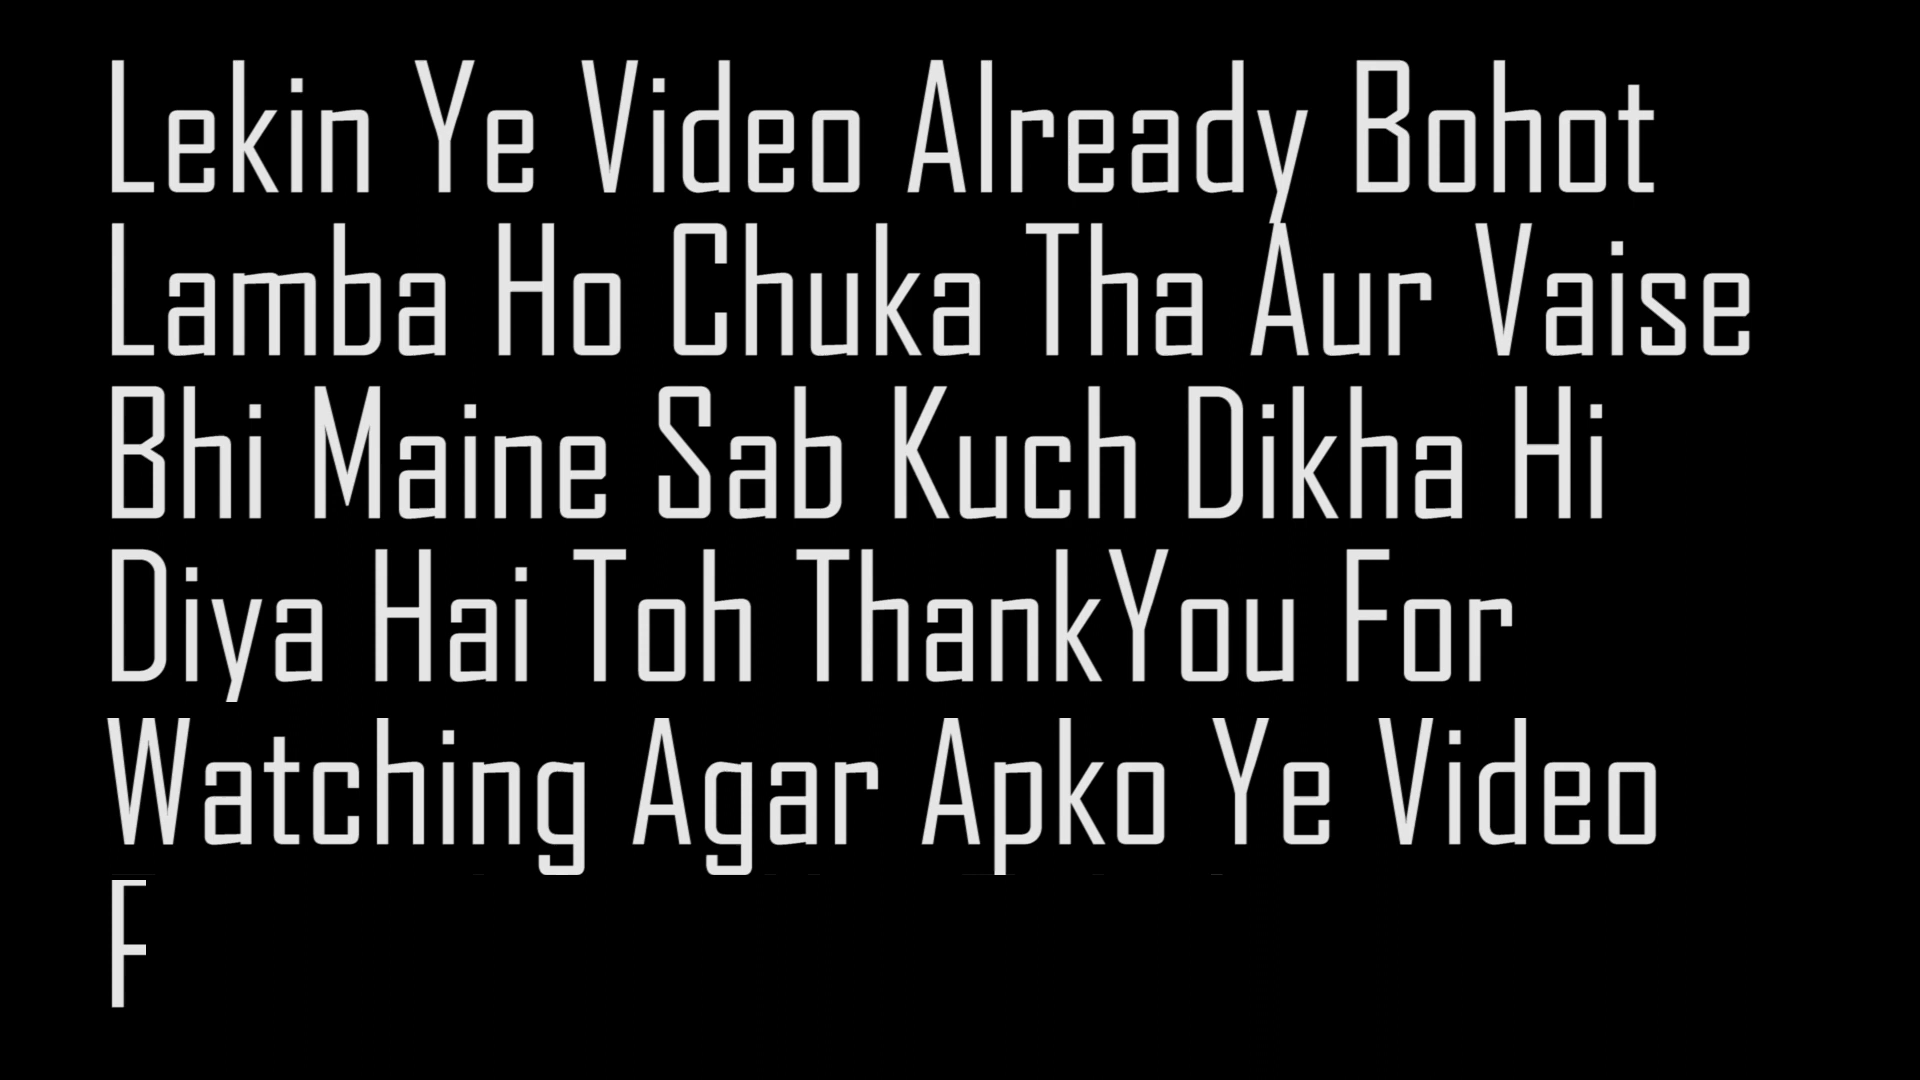 Lekin Ye Video Already Bohot
Lamba Ho Chuka Tha Aur Vaise
Bhi Maine Sab Kuch Dikha Hi
Diya Hai Toh ThankYou For
Watching Agar Apko Ye Video
F